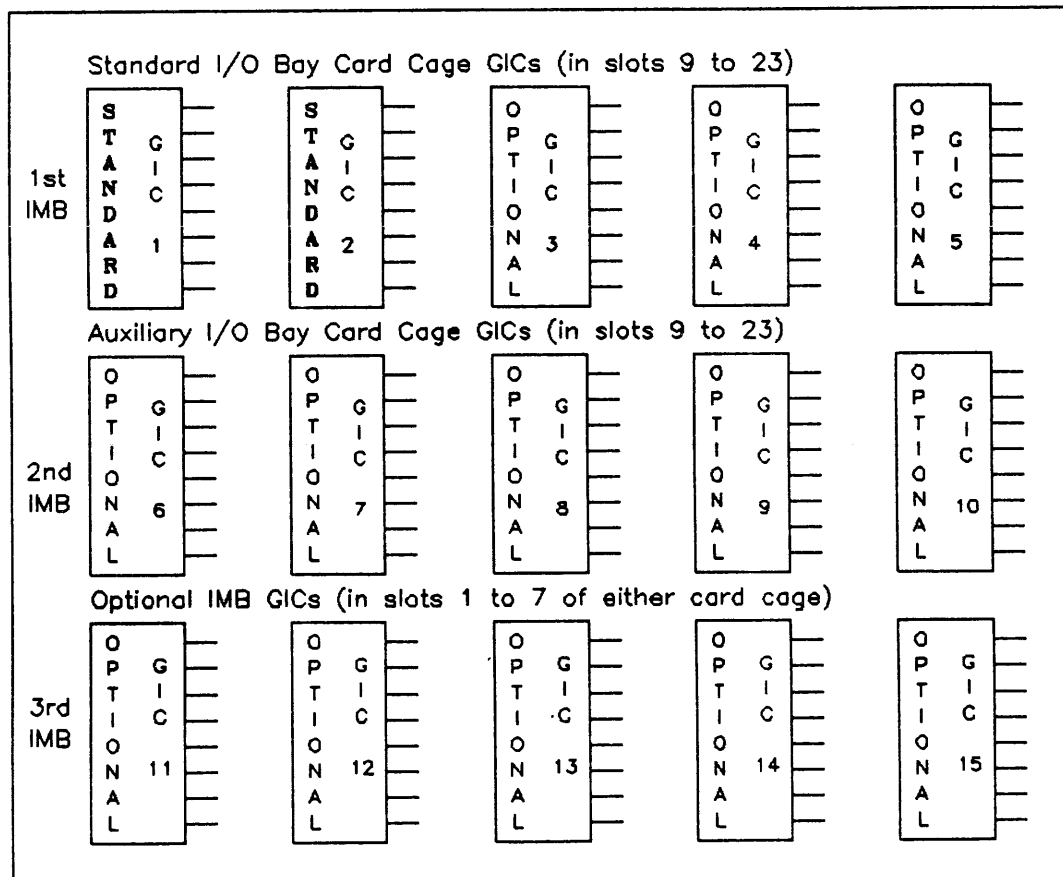 Standard I/O Bay Card Cage GICs (in slots 9 to 23)
1st IMB
STANDARD GIC 1
STANDARD GIC 2
OPTIONAL GIC 3
OPTIONAL GIC 4
OPTIONAL GIC 5
Auxiliary I/O Bay Card Cage GICs (in slots 9 to 23)
2nd IMB
OPTIONAL GIC 6
OPTIONAL GIC 7
OPTIONAL GIC 8
OPTIONAL GIC 9
OPTIONAL GIC 10
Optional IMB GICs (in slots 1 to 7 of either card cage)
3rd IMB
OPTIONAL GIC 11
OPTIONAL GIC 12
OPTIONAL GIC 13
OPTIONAL GIC 14
OPTIONAL GIC 15